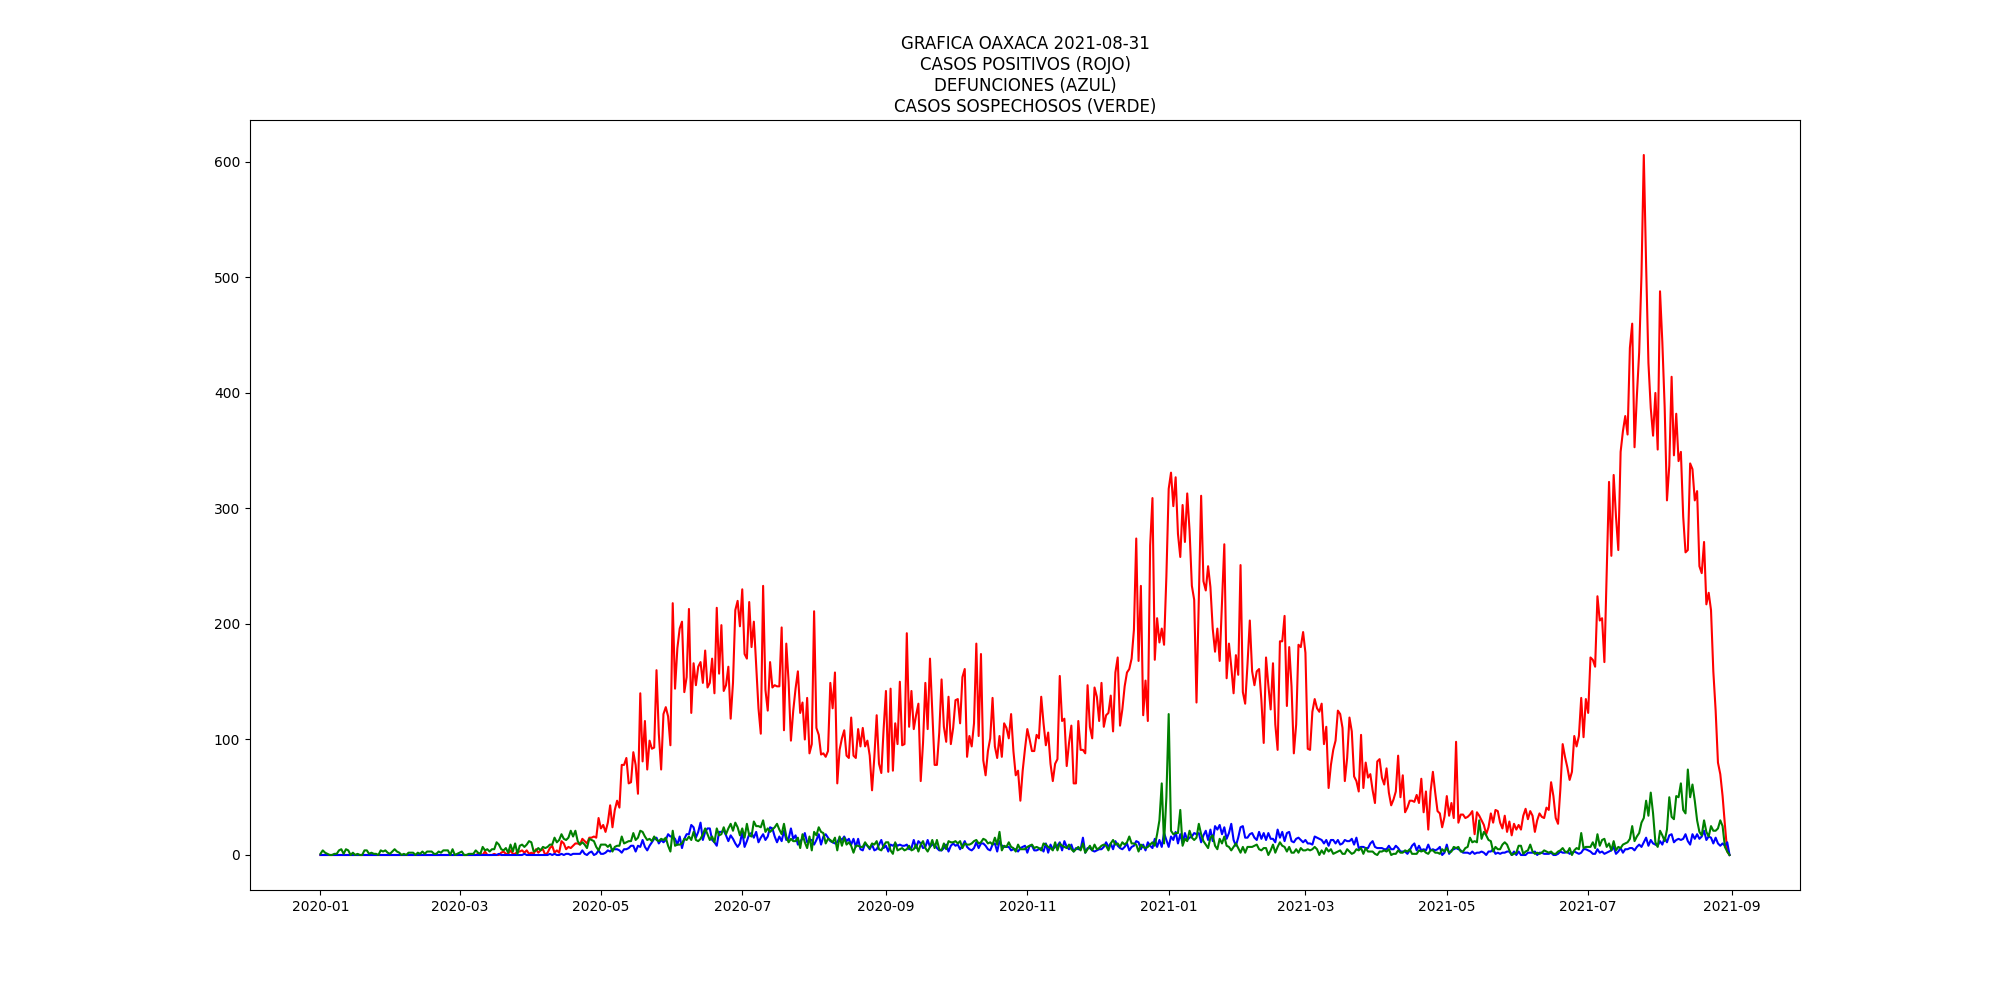 GRAFICA OAXACA 2021-08-31
CASOS POSITIVOS (ROJO)
DEFUNCIONES (AZUL)
CASOS SOSPECHOSOS (VERDE)
600
500
400
300
200
100
0
2020-01 2020-03 2020-05 2020-07 2020-09 2020-11 2021-01 2021-03 2021-05 2021-07 2021-09